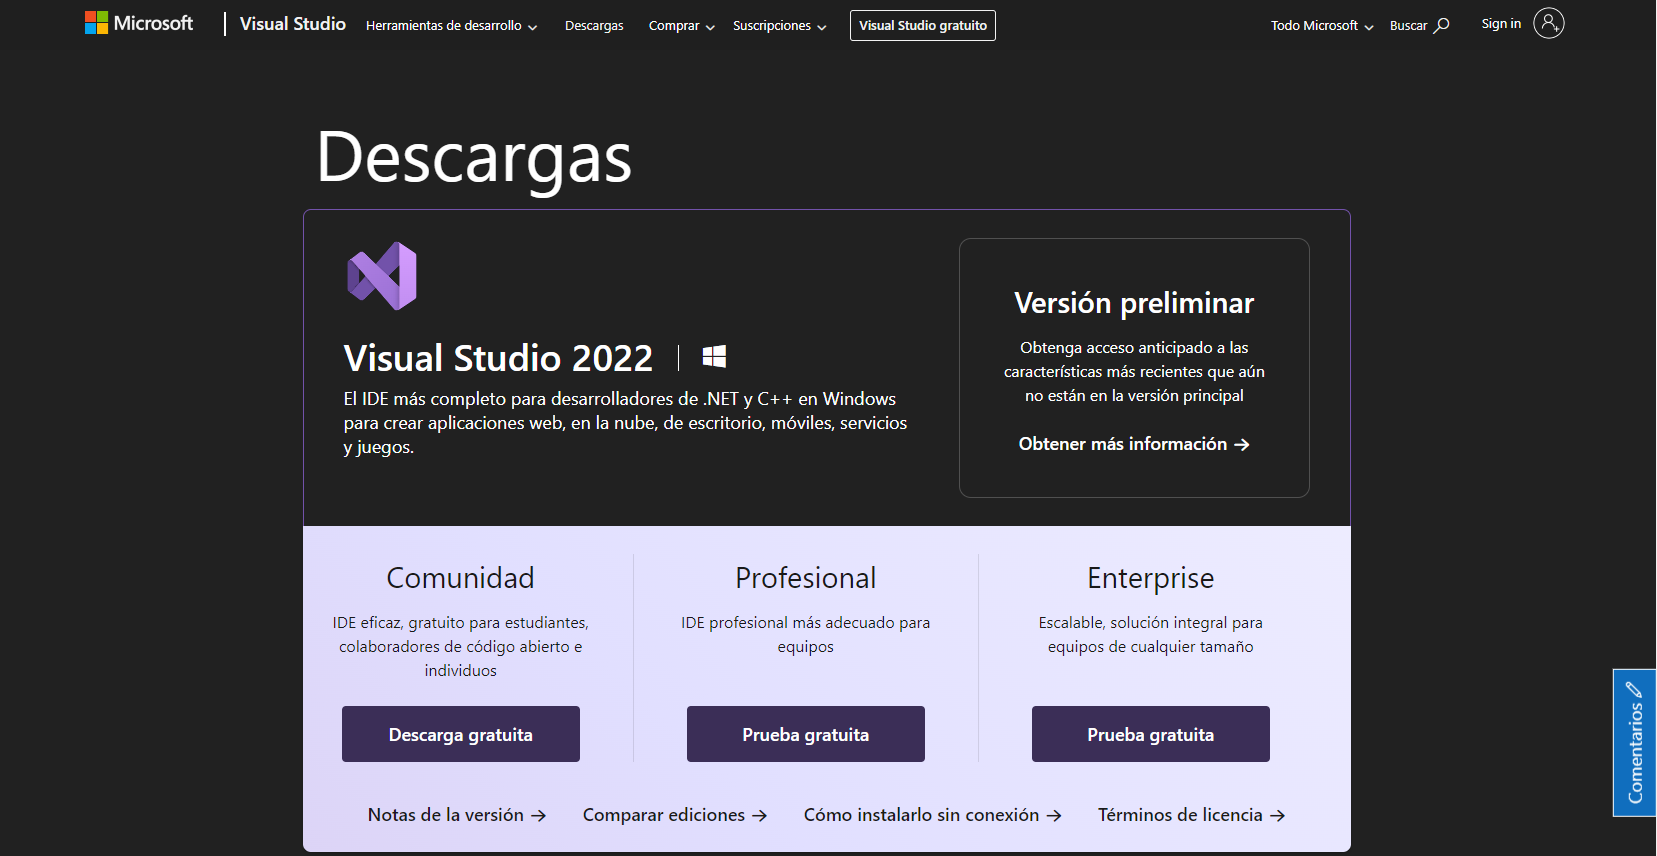 Microsoft
Visual Studio
Herramientas de desarrollo
Descargas
Comprar
Suscripciones
Visual Studio gratuito
Todo Microsoft
Buscar
Sign in
Descargas
Visual Studio 2022
El IDE más completo para desarrolladores de .NET y C++ en Windows
para crear aplicaciones web, en la nube, de escritorio, móviles, servicios
y juegos.
Versión preliminar
Obtenga acceso anticipado a las
características más recientes que aún
no están en la versión principal
Obtener más información →
Comunidad
IDE eficaz, gratuito para estudiantes,
colaboradores de código abierto e
individuos
Descarga gratuita
Profesional
IDE profesional más adecuado para
equipos
Prueba gratuita
Enterprise
Escalable, solución integral para
equipos de cualquier tamaño
Prueba gratuita
Notas de la versión →
Comparar ediciones →
Cómo instalarlo sin conexión →
Términos de licencia →
Comentarios